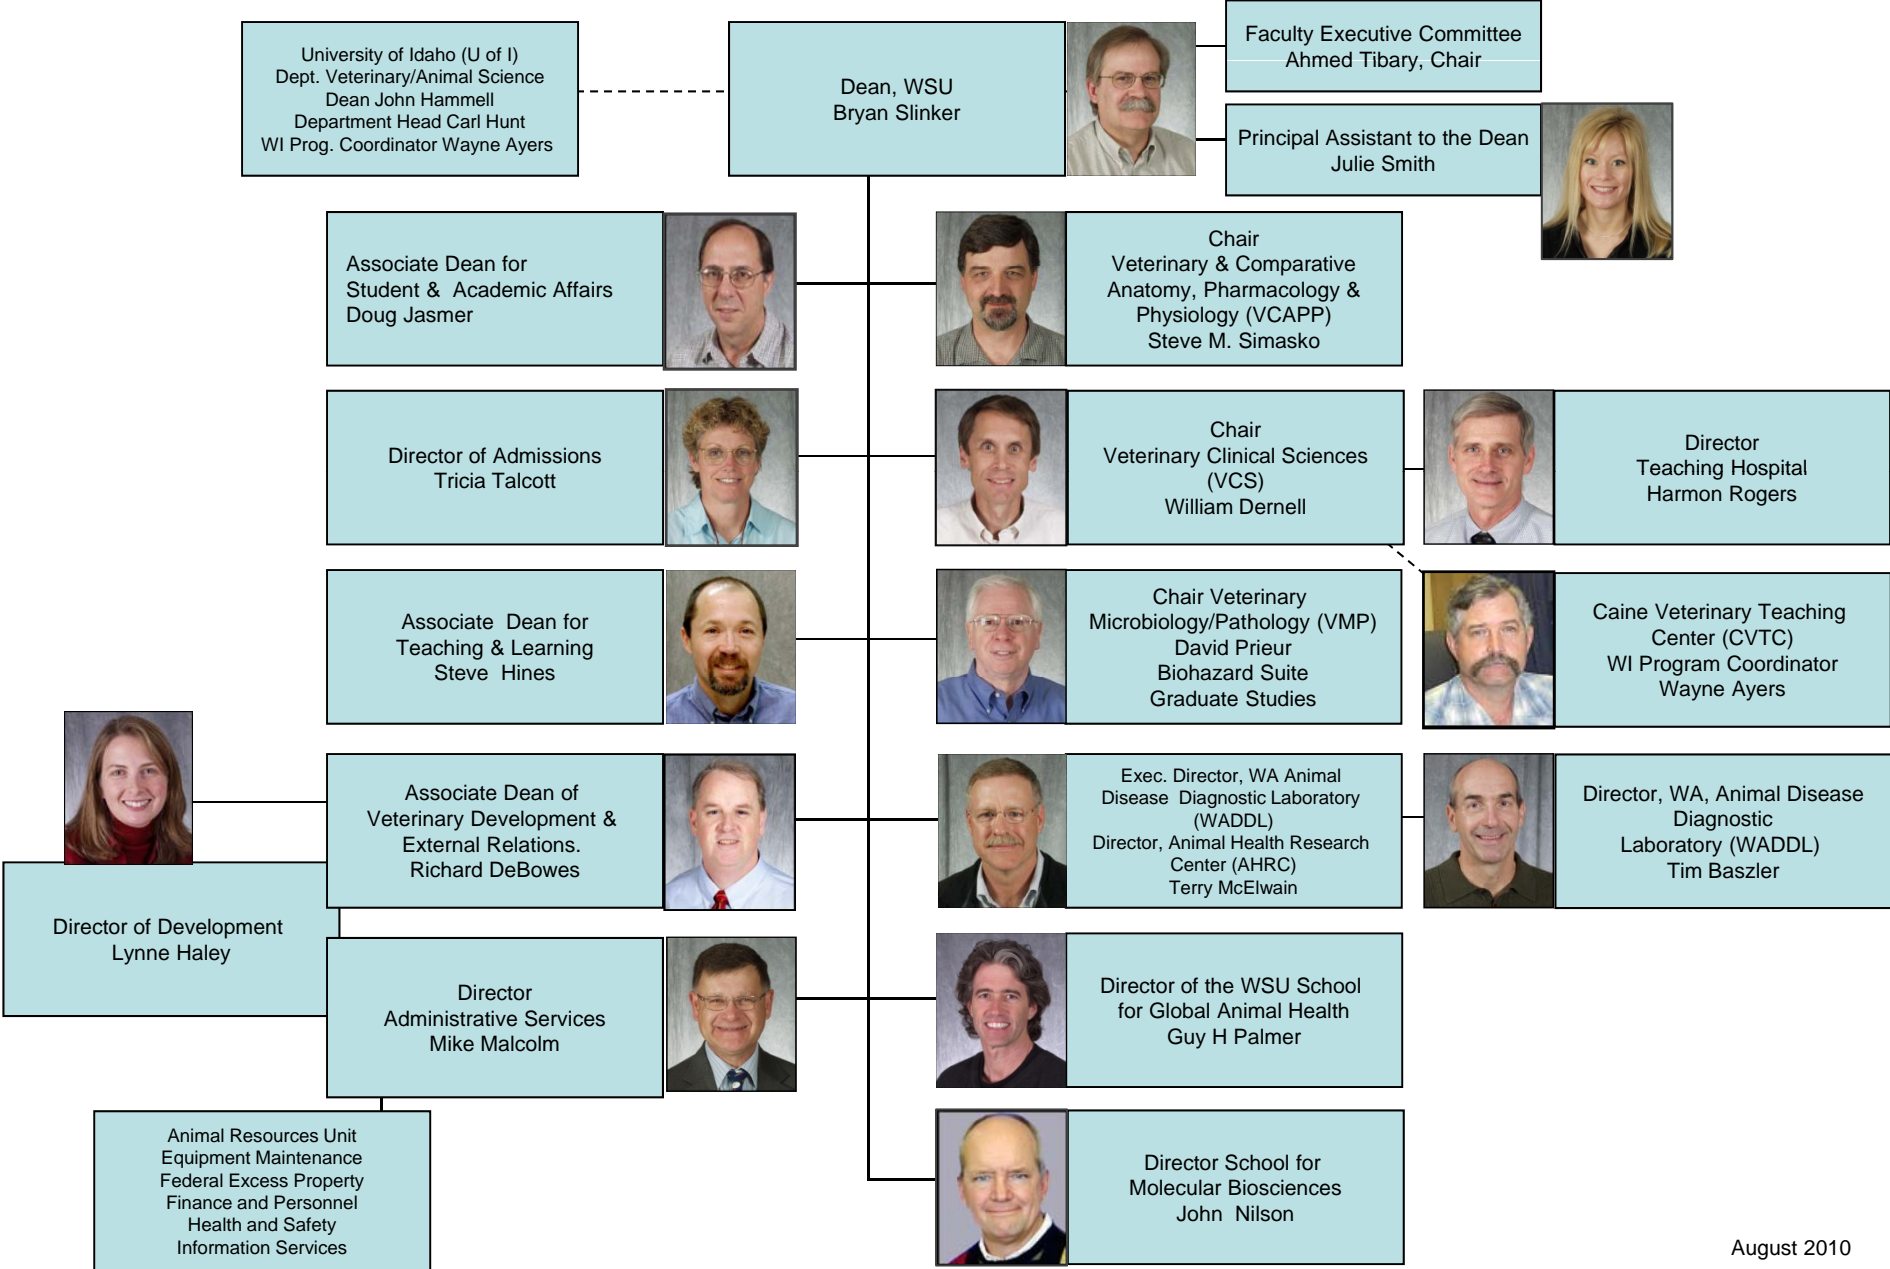 University of Idaho (U of I)
Dept. Veterinary/Animal Science
Dean John Hammell
Department Head Carl Hunt
WI Prog. Coordinator Wayne Ayers
Dean, WSU
Bryan Slinker
Faculty Executive Committee
Ahmed Tibary, Chair
Principal Assistant to the Dean
Julie Smith
Associate Dean for
Student & Academic Affairs
Doug Jasmer
Chair
Veterinary & Comparative
Anatomy, Pharmacology &
Physiology (VCAPP)
Steve M. Simasko
Director of Admissions
Tricia Talcott
Chair
Veterinary Clinical Sciences
(VCS)
William Dernell
Director
Teaching Hospital
Harmon Rogers
Associate Dean for
Teaching & Learning
Steve Hines
Chair Veterinary
Microbiology/Pathology (VMP)
David Prieur
Biohazard Suite
Graduate Studies
Caine Veterinary Teaching
Center (CVTC)
WI Program Coordinator
Wayne Ayers
Associate Dean of
Veterinary Development &
External Relations.
Richard DeBowes
Exec. Director, WA Animal
Disease Diagnostic Laboratory
(WADDL)
Director, Animal Health Research
Center (AHRC)
Terry McElwain
Director, WA, Animal Disease
Diagnostic
Laboratory (WADDL)
Tim Baszler
Director of Development
Lynne Haley
Director
Administrative Services
Mike Malcolm
Director of the WSU School
for Global Animal Health
Guy H Palmer
Animal Resources Unit
Equipment Maintenance
Federal Excess Property
Finance and Personnel
Health and Safety
Information Services
Director School for
Molecular Biosciences
John Nilson
August 2010